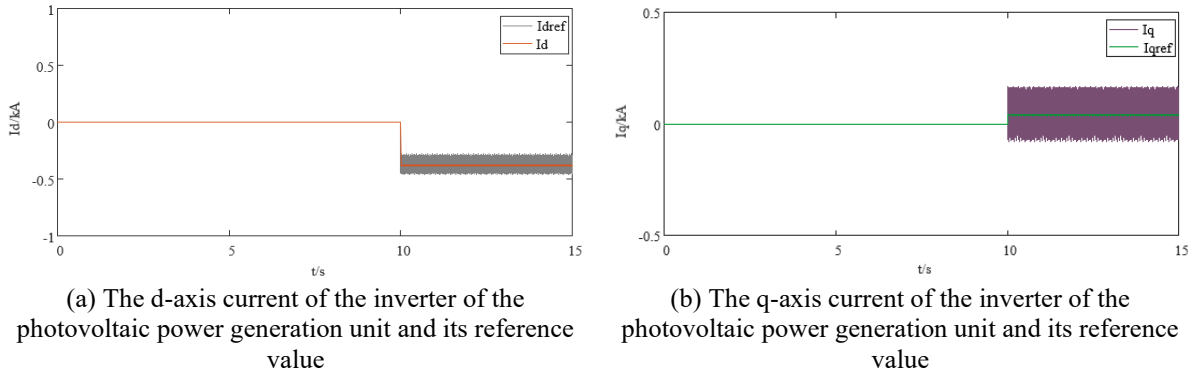 1
Idref
Id
0.5
Id/kA
0
-0.5
-1
0
5
10
15
t/s
(a) The d-axis current of the inverter of the
photovoltaic power generation unit and its reference
value
0.5
Iq
Iqref
Iq/kA
0
-0.5
0
5
10
15
t/s
(b) The q-axis current of the inverter of the
photovoltaic power generation unit and its reference
value